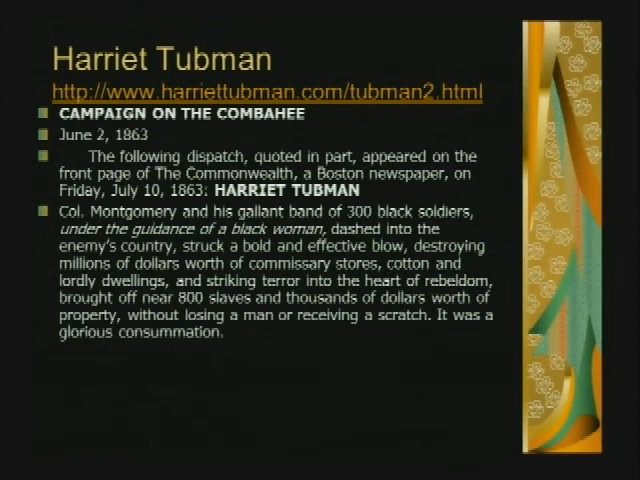 Harriet Tubman
http://www.harriettubman.com/tubman2.html
CAMPAIGN ON THE COMBAHEE
June 2, 1863
The following dispatch, quoted in part, appeared on the
front page of The Commonwealth, a Boston newspaper, on
Friday, July 10, 1863: HARRIET TUBMAN
Col. Montgomery and his gallant band of 300 black soldiers,
under the guidance of a black woman, dashed into the
enemy's country, struck a bold and effective blow, destroying
millions of dollars worth of commissary stores, cotton and
lordly dwellings, and striking terror into the heart of rebeldom,
brought off near 800 slaves and thousands of dollars worth of
property, without losing a man or receiving a scratch. It was a
glorious consummation.